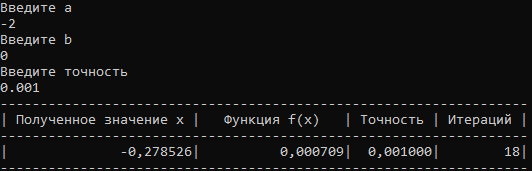 Введите a
-2
Введите b
0
Введите точность
0.001
------------------------------------------------------------------
| Полученное значение x |   Функция f(x)   | Точность | Итераций |
------------------------------------------------------------------
|              -0,278526|          0,000709|  0,001000|        18|
------------------------------------------------------------------